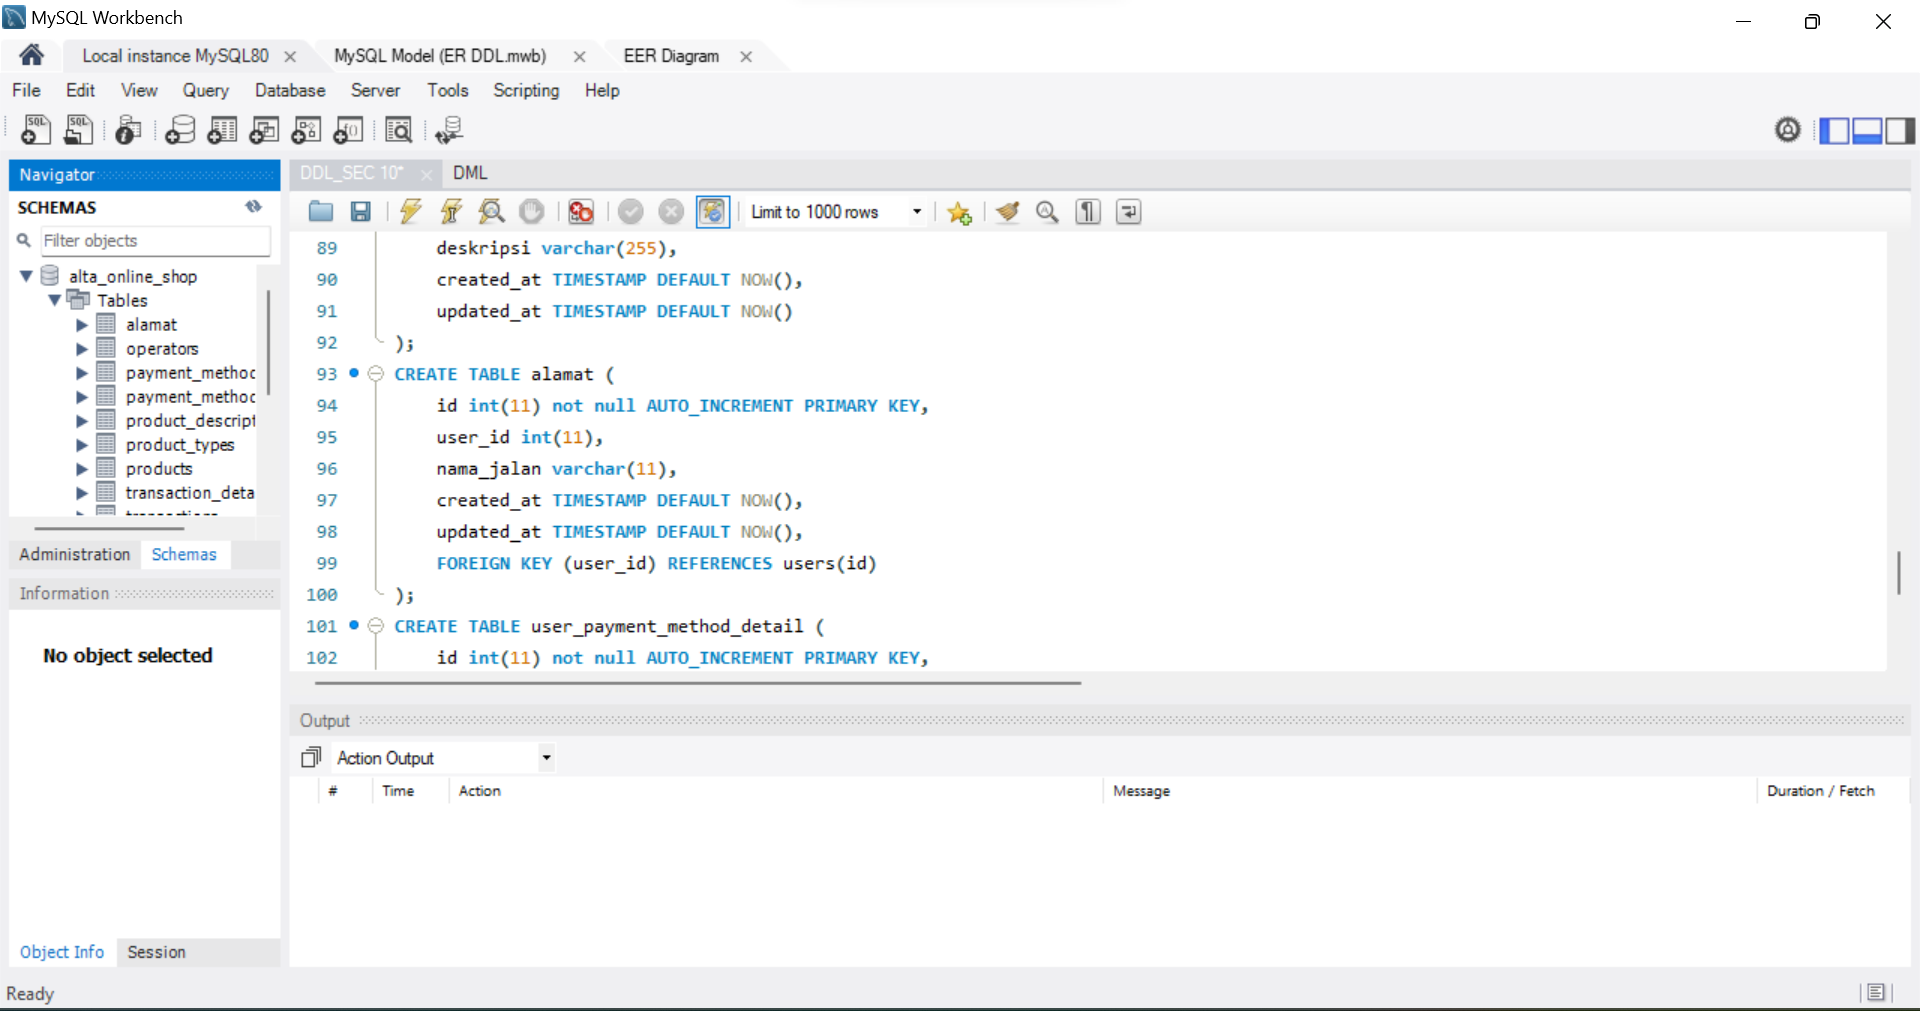 MySQL Workbench
Local instance MySQL80
MySQL Model (ER DDL.mwb)
EER Diagram
File Edit View Query Database Server Tools Scripting Help
Navigator
SCHEMAS
Filter objects
alta_online_shop
Tables
alamat
operators
payment_methoc
payment_methoc
product_descript
product_types
products
transaction_deta
Administration Schemas
Information
No object selected
Object Info Session
DDL_SEC 10* DML
Limit to 1000 rows
89 deskripsi varchar(255),
90 created_at TIMESTAMP DEFAULT NOW(),
91 updated_at TIMESTAMP DEFAULT NOW()
92 );
93 CREATE TABLE alamat (
94 id int(11) not null AUTO_INCREMENT PRIMARY KEY,
95 user_id int(11),
96 nama_jalan varchar(11),
97 created_at TIMESTAMP DEFAULT NOW(),
98 updated_at TIMESTAMP DEFAULT NOW(),
99 FOREIGN KEY (user_id) REFERENCES users(id)
100 );
101 CREATE TABLE user_payment_method_detail (
102 id int(11) not null AUTO_INCREMENT PRIMARY KEY,
Output
Action Output
# Time Action Message Duration / Fetch
Ready